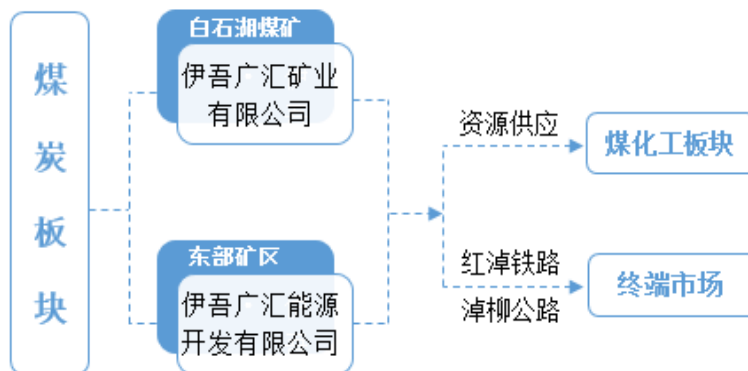 煤炭板块
白石湖煤矿
伊吾广汇矿业
有限公司
东部矿区
伊吾广汇能源
开发有限公司
资源供应
煤化工板块
红淖铁路
淖柳公路
终端市场